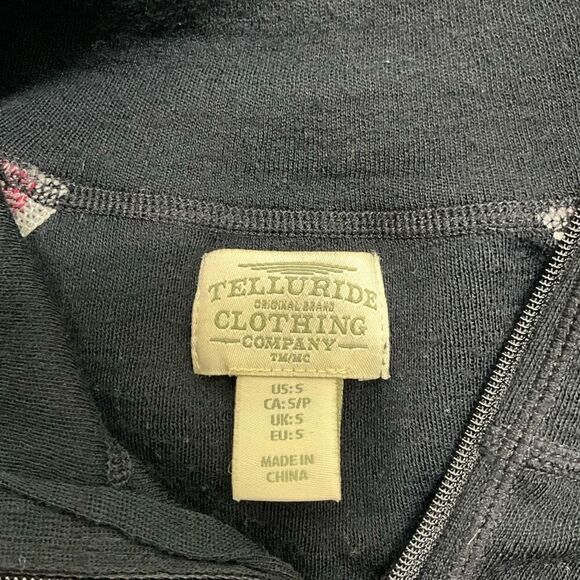 TELLURIDE
ORIGINAL BRAND
CLOTHING
COMPANY
TM/MC
US: S
CA: S/P
UK: S
EU: S
MADE IN
CHINA